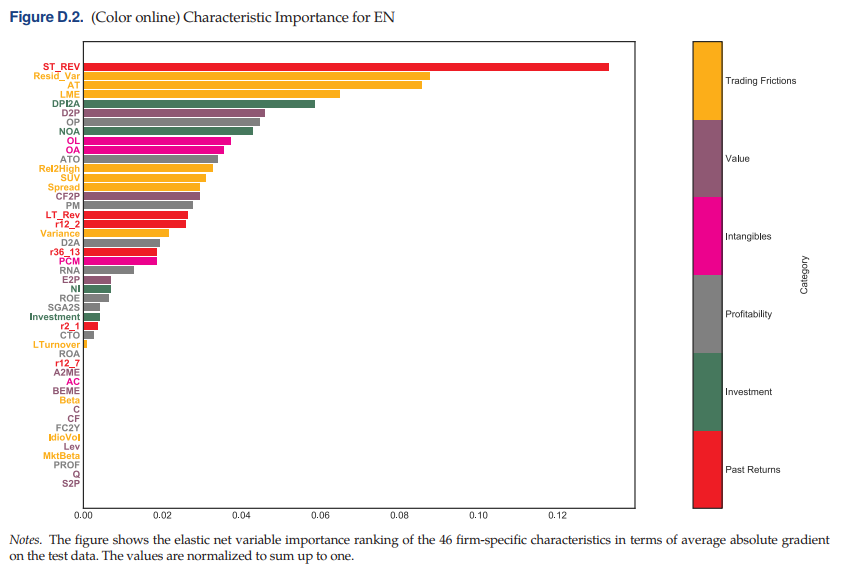 Figure D.2. (Color online) Characteristic Importance for EN
ST_REV
Resid_Var
AT
LME
DPI2A
D2P
OP
NOA
OL
OA
ATO
Rel2High
SUV
Spread
CF2P
PM
LT_Rev
r12_2
Variance
D2A
r36_13
PCM
RNA
E2P
NI
ROE
SGA2S
Investment
r2_1
CTO
LTurnover
ROA
r12_7
A2ME
AC
BEME
Beta
C
CF
FC2Y
IdioVol
Lev
MktBeta
PROF
Q
S2P
0.00 0.02 0.04 0.06 0.08 0.10 0.12
Trading Frictions
Value
Intangibles
Profitability
Investment
Past Returns
Category
Notes. The figure shows the elastic net variable importance ranking of the 46 firm-specific characteristics in terms of average absolute gradient
on the test data. The values are normalized to sum up to one.